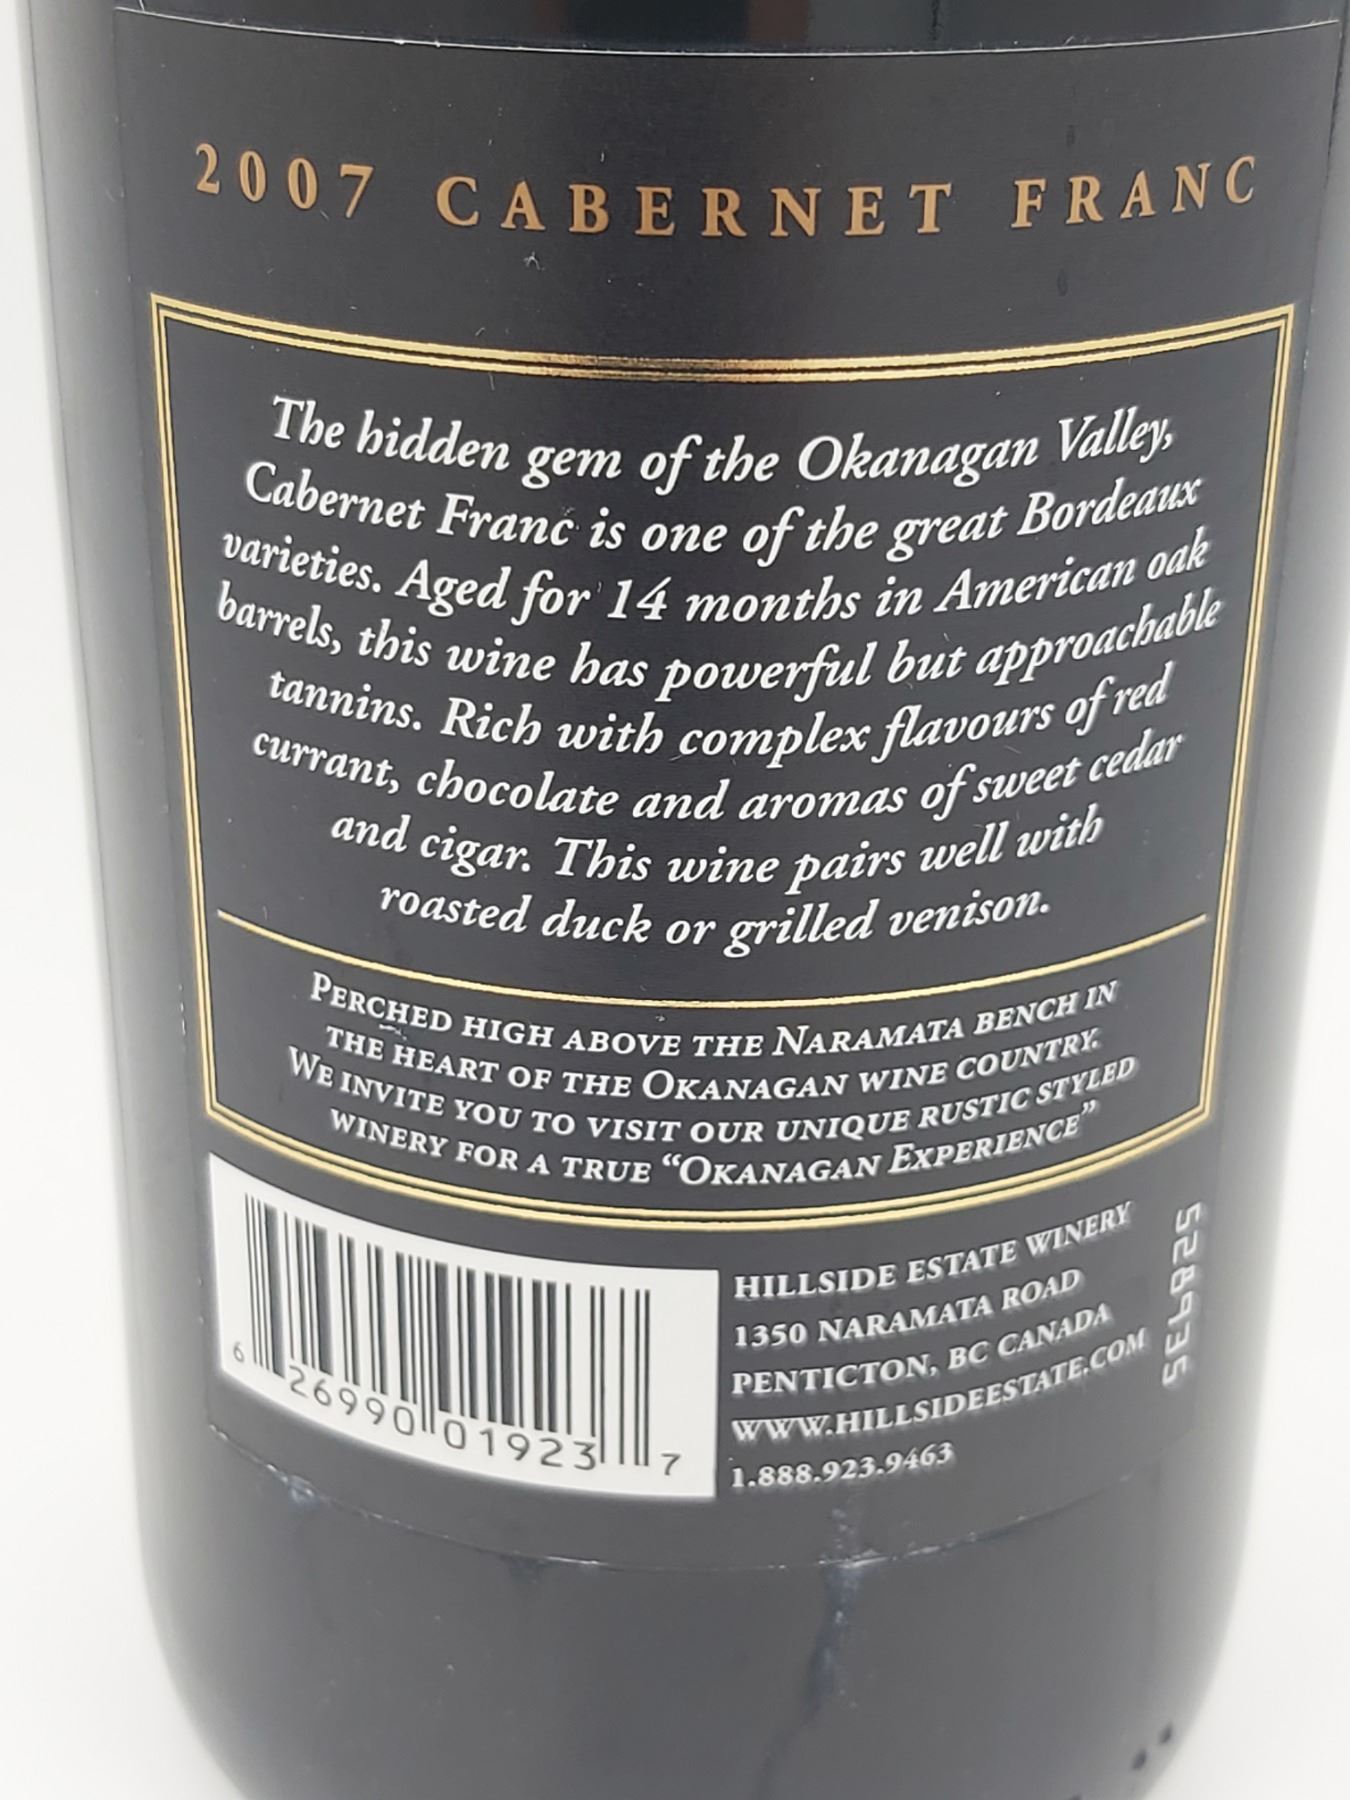 2007 CABERNET FRANC
The hidden gem of the Okanagan Valley,
Cabernet Franc is one of the great Bordeaux
varieties. Aged for 14 months in American oak
barrels, this wine has powerful but approachable
tannins. Rich with complex flavours of red
currant, chocolate and aromas of sweet cedar
and cigar. This wine pairs well with
roasted duck or grilled venison.
PERCHED HIGH ABOVE THE NARAMATA BENCH IN
THE HEART OF THE OKANAGAN WINE COUNTRY.
WE INVITE YOU TO VISIT OUR UNIQUE RUSTIC STYLED
WINERY FOR A TRUE “OKANAGAN EXPERIENCE”
6 26990 01923 7
HILLSIDE ESTATE WINERY
1350 NARAMATA ROAD
PENTICTON, BC CANADA
WWW.HILLSIDEESTATE.COM
1.888.923.9463
528935